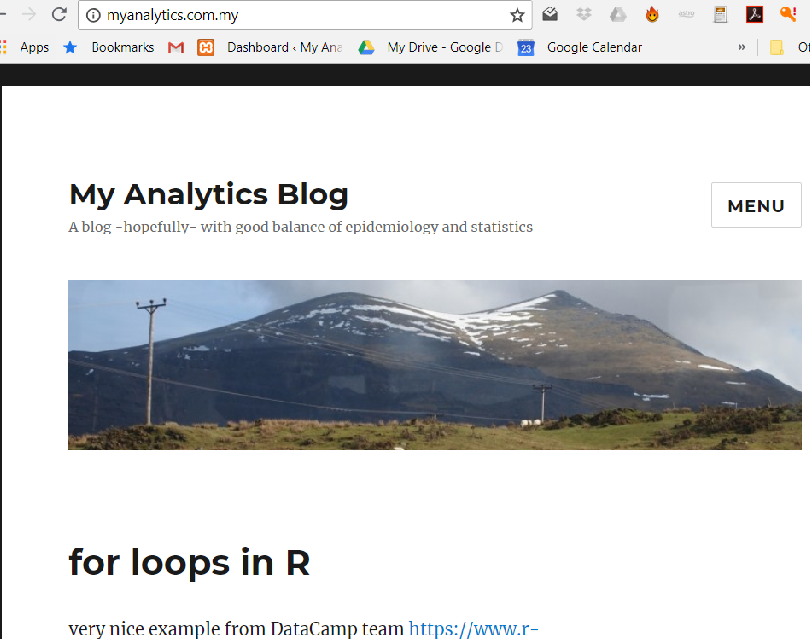 myanalytics.com.my
Apps Bookmarks Dashboard ‹ My Ana My Drive - Google D 23 Google Calendar » Ot
My Analytics Blog
MENU
A blog -hopefully- with good balance of epidemiology and statistics
for loops in R
very nice example from DataCamp team https://www.r-